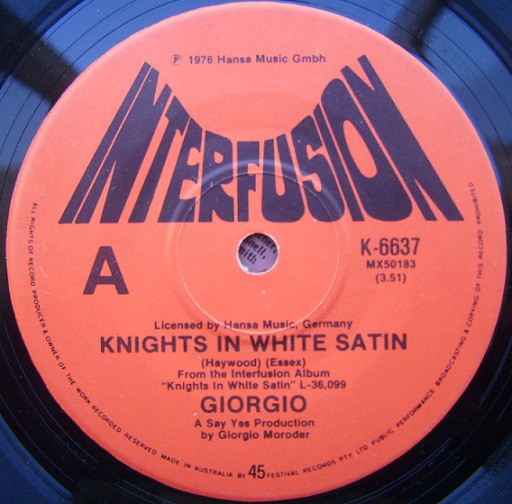 ℗ 1976 Hansa Music Gmbh
INTERFUSION
A
K-6637
MX50183
(3.51)
Licensed by Hansa Music, Germany
KNIGHTS IN WHITE SATIN
(Haywood) (Essex)
From the Interfusion Album
"Knights In White Satin" L-36,099
GIORGIO
A Say Yes Production
by Giorgio Moroder
ALL RIGHTS OF RECORD PRODUCER & OWNER OF THE WORK RECORDED RESERVED. MADE IN AUSTRALIA BY 45 FESTIVAL RECORDS PTY. LTD. PUBLIC PERFORMANCE BROADCASTING & COPYING OF THIS RECORD PROHIBITED